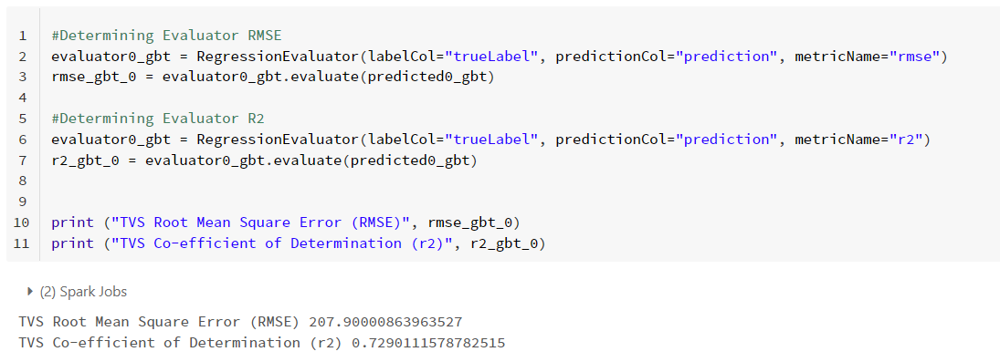 1 #Determining Evaluator RMSE
2 evaluator0_gbt = RegressionEvaluator(labelCol="trueLabel", predictionCol="prediction", metricName="rmse")
3 rmse_gbt_0 = evaluator0_gbt.evaluate(predicted0_gbt)
4
5 #Determining Evaluator R2
6 evaluator0_gbt = RegressionEvaluator(labelCol="trueLabel", predictionCol="prediction", metricName="r2")
7 r2_gbt_0 = evaluator0_gbt.evaluate(predicted0_gbt)
8
9
10 print ("TVS Root Mean Square Error (RMSE)", rmse_gbt_0)
11 print ("TVS Co-efficient of Determination (r2)", r2_gbt_0)
(2) Spark Jobs
TVS Root Mean Square Error (RMSE) 207.90000863963527
TVS Co-efficient of Determination (r2) 0.7290111578782515